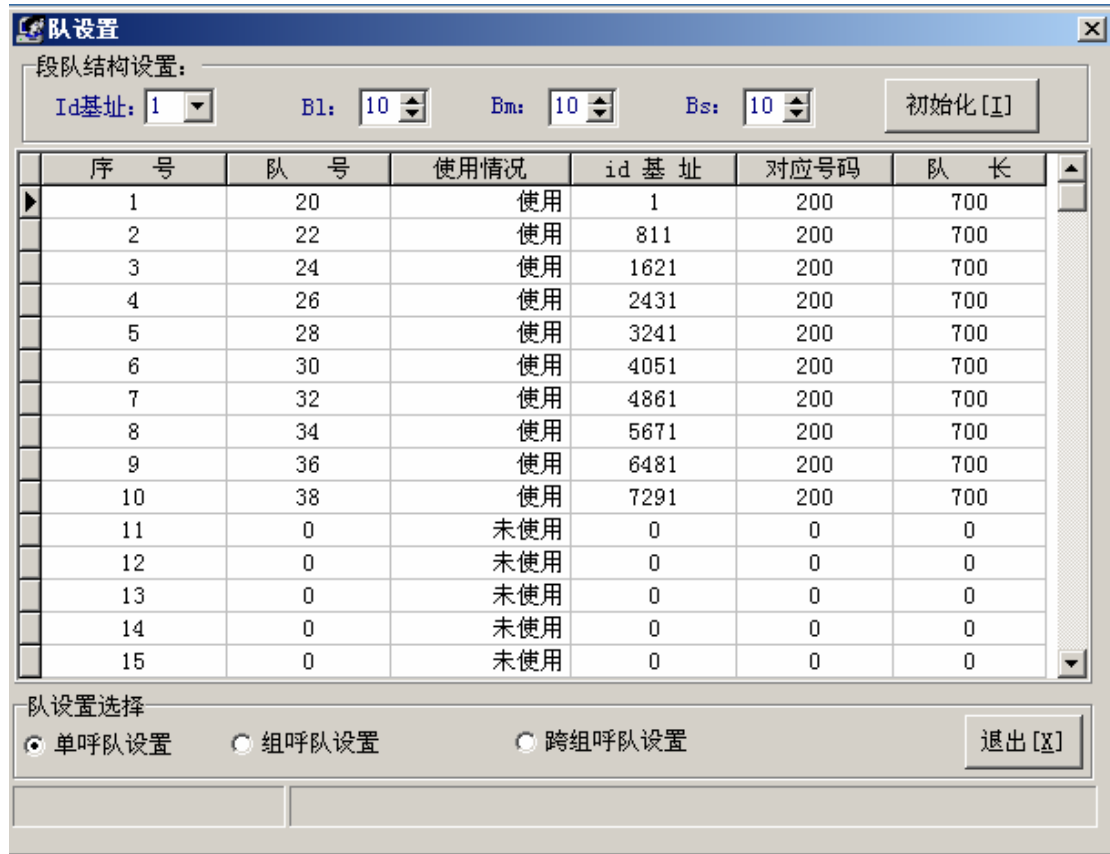 队设置
段队结构设置:
Id基址: 1 Bl: 10 Bm: 10 Bs: 10 初始化[I]
序 号 队 号 使用情况 id 基 址 对应号码 队 长
1 20 使用 1 200 700
2 22 使用 811 200 700
3 24 使用 1621 200 700
4 26 使用 2431 200 700
5 28 使用 3241 200 700
6 30 使用 4051 200 700
7 32 使用 4861 200 700
8 34 使用 5671 200 700
9 36 使用 6481 200 700
10 38 使用 7291 200 700
11 0 未使用 0 0 0
12 0 未使用 0 0 0
13 0 未使用 0 0 0
14 0 未使用 0 0 0
15 0 未使用 0 0 0
队设置选择
单呼队设置 组呼队设置 跨组呼队设置 退出[X]